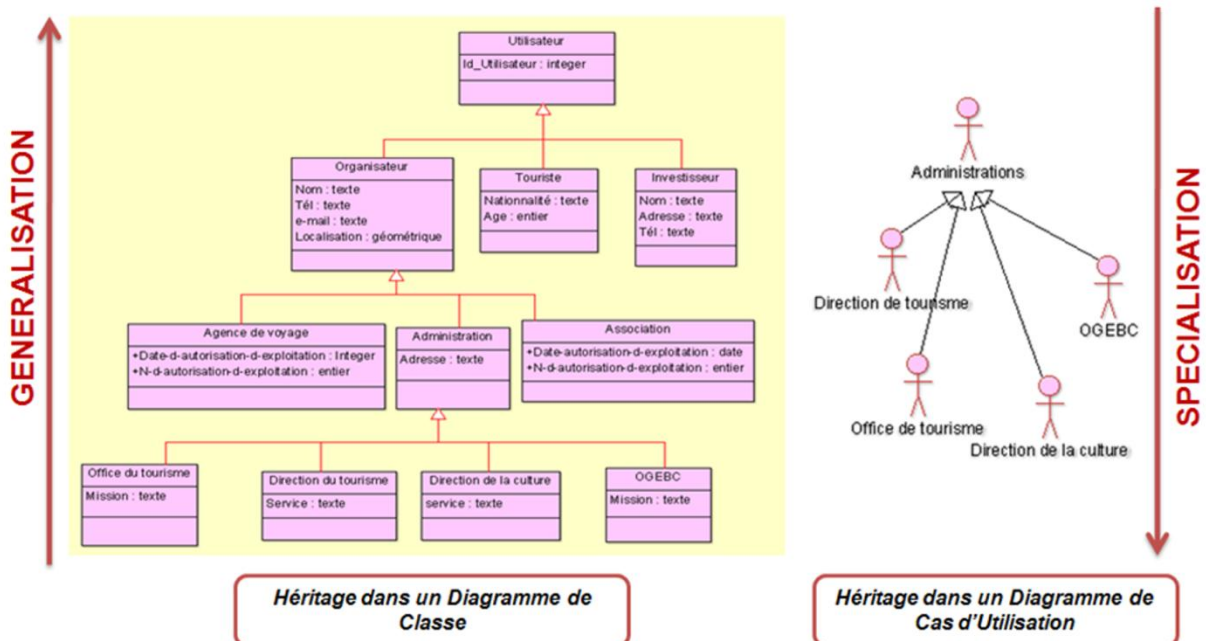 GENERALISATION
Utilisateur
Id_Utilisateur : integer
Organisateur
Nom : texte
Tél : texte
e-mail : texte
Localisation : géométrique
Touriste
Nationnalité : texte
Age : entier
Investisseur
Nom : texte
Adresse : texte
Tél : texte
Agence de voyage
+Date-d-autorisation-d-exploitation : Integer
+N-d-autorisation-d-exploitation : entier
Administration
Adresse : texte
Association
+Date-autorisation-d-exploitation : date
+N-d-autorisation-d-exploitation : entier
Office du tourisme
Mission : texte
Direction du tourisme
Service : texte
Direction de la culture
service : texte
OGEBC
Mission : texte
Héritage dans un Diagramme de
Classe
Administrations
Direction de tourisme
OGEBC
Office de tourisme
Direction de la culture
Héritage dans un Diagramme de
Cas d'Utilisation
SPECIALISATION